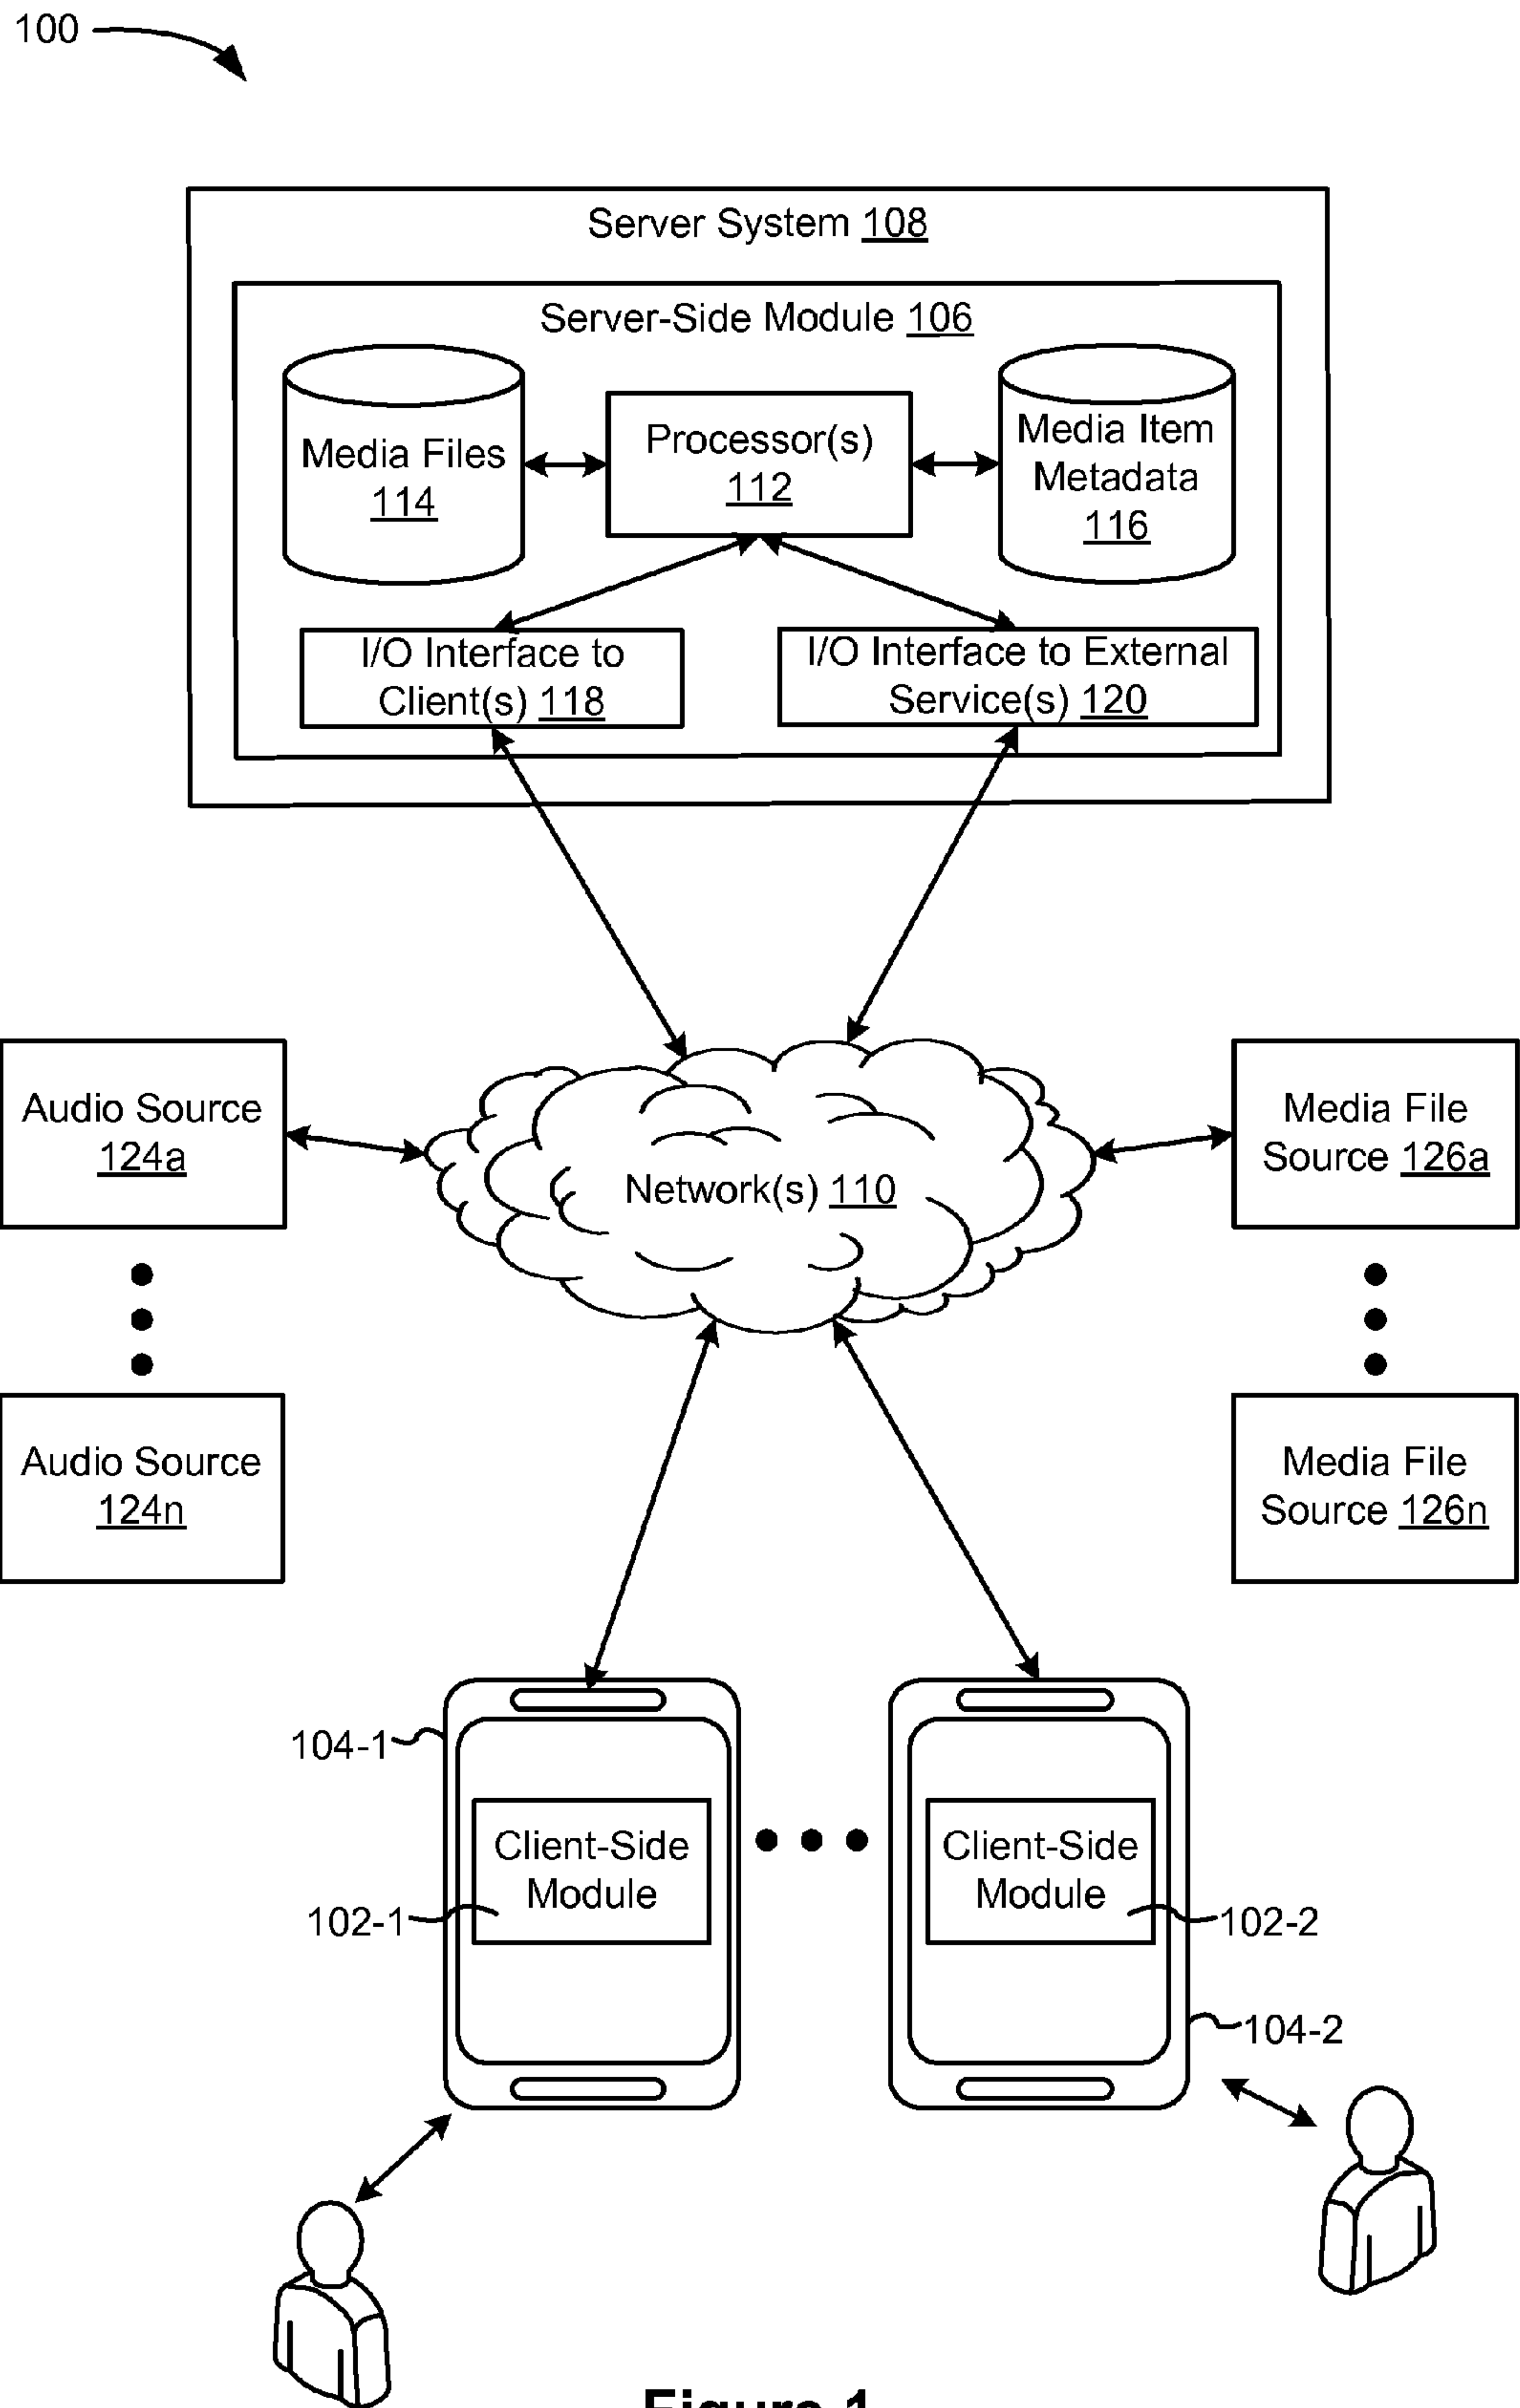 100
Server System 108
Server-Side Module 106
Media Files
114
Processor(s)
112
Media Item
Metadata
116
I/O Interface to
Client(s) 118
I/O Interface to External
Service(s) 120
Audio Source
124a
Network(s) 110
Media File
Source 126a
Audio Source
124n
Media File
Source 126n
104-1
Client-Side
Module
102-1
Client-Side
Module
102-2
104-2
Figure 1